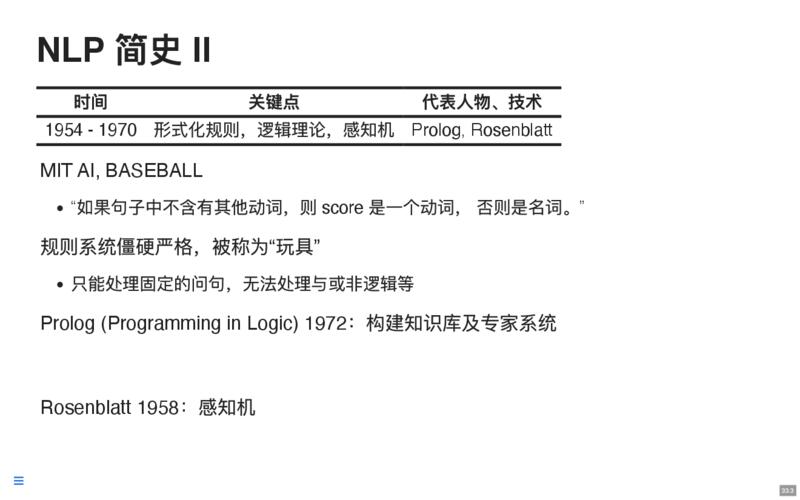 NLP 简史 II
时间 关键点 代表人物、技术
1954 - 1970 形式化规则，逻辑理论，感知机 Prolog, Rosenblatt
MIT AI, BASEBALL
• “如果句子中不含有其他动词，则 score 是一个动词， 否则是名词。”
规则系统僵硬严格，被称为“玩具”
• 只能处理固定的问句，无法处理与或非逻辑等
Prolog (Programming in Logic) 1972：构建知识库及专家系统
Rosenblatt 1958：感知机
33.3